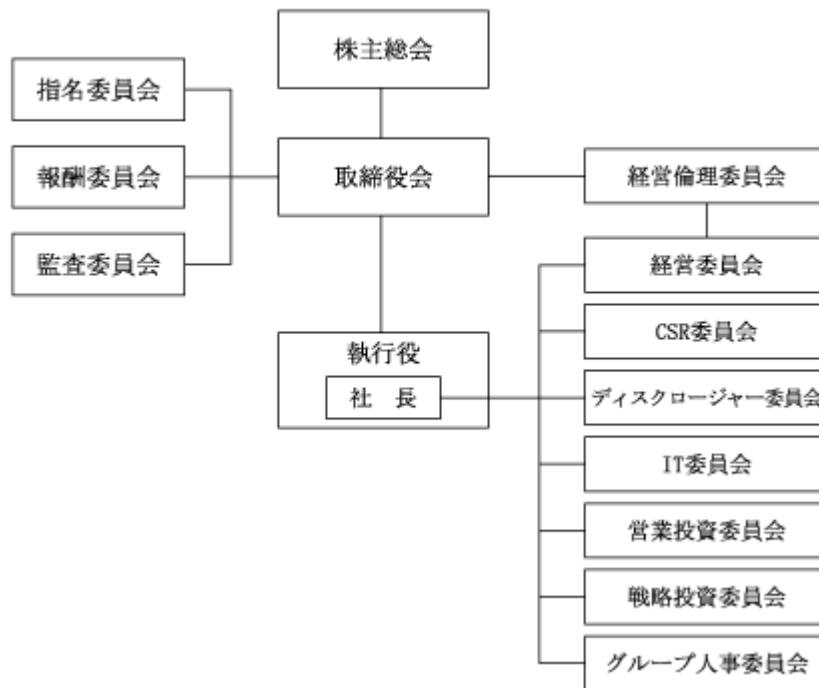 株主総会
指名委員会
報酬委員会
監査委員会
取締役会
経営倫理委員会
経営委員会
執行役
社 長
CSR委員会
ディスクロージャー委員会
IT委員会
営業投資委員会
戦略投資委員会
グループ人事委員会